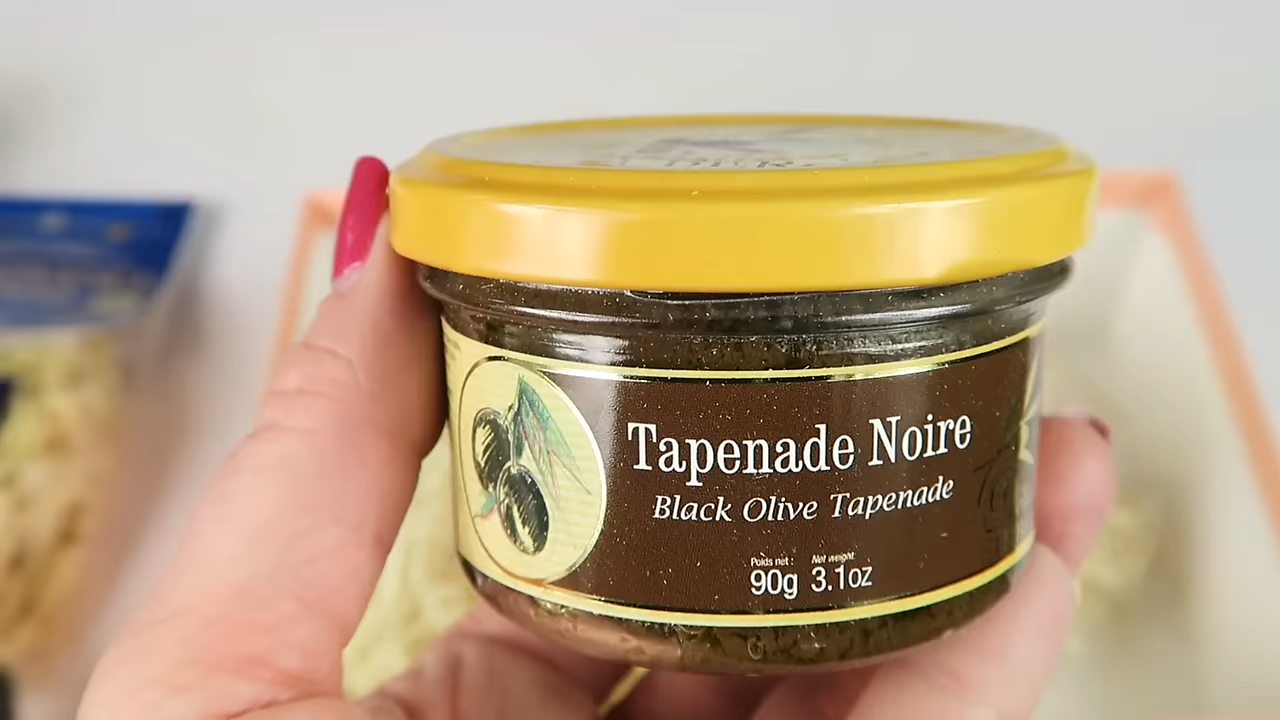 Tapenade Noire
Black Olive Tapenade
Poids net : Net weight
90g 3.1oz